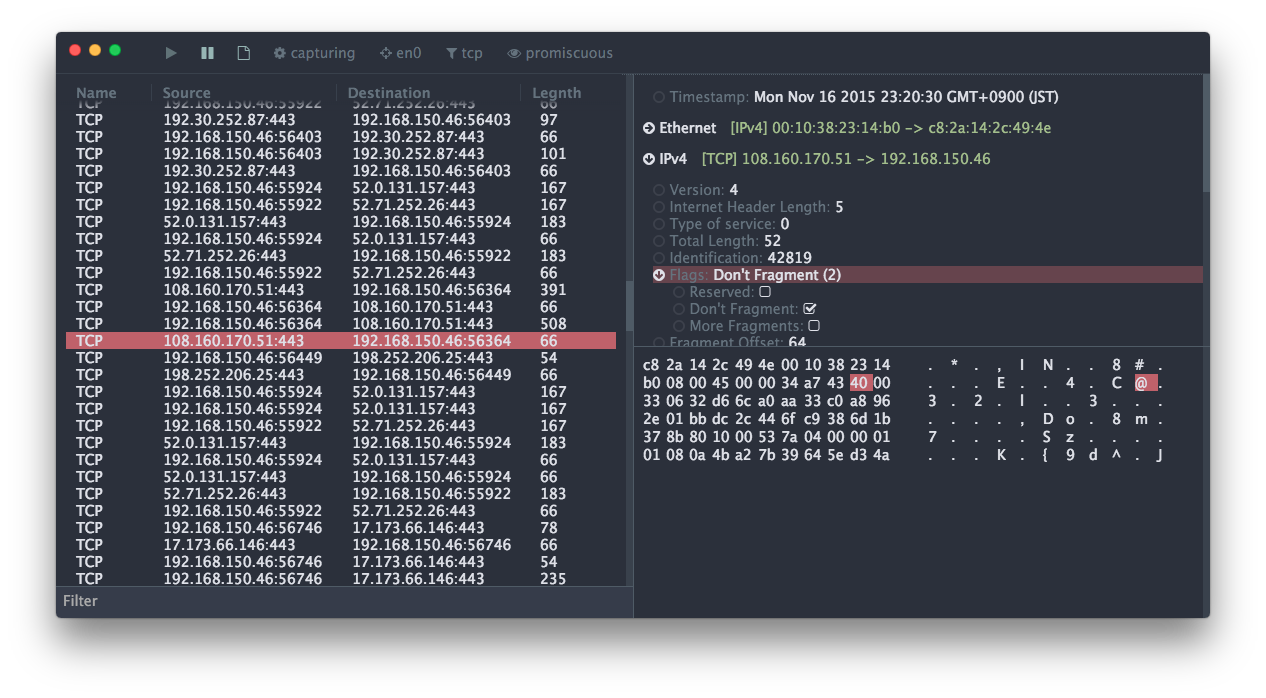 capturing en0 tcp promiscuous
Name Source Destination Legnth
TCP 192.168.150.46:55922 52.71.252.26:443 66
TCP 192.30.252.87:443 192.168.150.46:56403 97
TCP 192.168.150.46:56403 192.30.252.87:443 66
TCP 192.168.150.46:56403 192.30.252.87:443 101
TCP 192.30.252.87:443 192.168.150.46:56403 66
TCP 192.168.150.46:55924 52.0.131.157:443 167
TCP 192.168.150.46:55922 52.71.252.26:443 167
TCP 52.0.131.157:443 192.168.150.46:55924 183
TCP 192.168.150.46:55924 52.0.131.157:443 66
TCP 52.71.252.26:443 192.168.150.46:55922 183
TCP 192.168.150.46:55922 52.71.252.26:443 66
TCP 108.160.170.51:443 192.168.150.46:56364 391
TCP 192.168.150.46:56364 108.160.170.51:443 66
TCP 192.168.150.46:56364 108.160.170.51:443 508
TCP 108.160.170.51:443 192.168.150.46:56364 66
TCP 192.168.150.46:56449 198.252.206.25:443 54
TCP 198.252.206.25:443 192.168.150.46:56449 66
TCP 192.168.150.46:55924 52.0.131.157:443 167
TCP 192.168.150.46:55924 52.0.131.157:443 167
TCP 192.168.150.46:55922 52.71.252.26:443 167
TCP 52.0.131.157:443 192.168.150.46:55924 183
TCP 192.168.150.46:55924 52.0.131.157:443 66
TCP 52.0.131.157:443 192.168.150.46:55924 66
TCP 52.71.252.26:443 192.168.150.46:55922 183
TCP 192.168.150.46:55922 52.71.252.26:443 66
TCP 192.168.150.46:56746 17.173.66.146:443 78
TCP 17.173.66.146:443 192.168.150.46:56746 66
TCP 192.168.150.46:56746 17.173.66.146:443 54
TCP 192.168.150.46:56746 17.173.66.146:443 235
Filter
Timestamp: Mon Nov 16 2015 23:20:30 GMT+0900 (JST)
Ethernet [IPv4] 00:10:38:23:14:b0 -> c8:2a:14:2c:49:4e
IPv4 [TCP] 108.160.170.51 -> 192.168.150.46
Version: 4
Internet Header Length: 5
Type of service: 0
Total Length: 52
Identification: 42819
Flags: Don't Fragment (2)
Reserved:
Don't Fragment:
More Fragments:
Fragment Offset: 64
c8 2a 14 2c 49 4e 00 10 38 23 14 . * . , I N . . 8 # .
b0 08 00 45 00 00 34 a7 43 40 00 . . . E . . 4 . C @ .
33 06 32 d6 6c a0 aa 33 c0 a8 96 3 . 2 . l . . 3 . . .
2e 01 bb dc 2c 44 6f c9 38 6d 1b . . . . , D o . 8 m .
37 8b 80 10 00 53 7a 04 00 00 01 7 . . . . S z . . . .
01 08 0a 4b a2 7b 39 64 5e d3 4a . . . K . { 9 d ^ . J